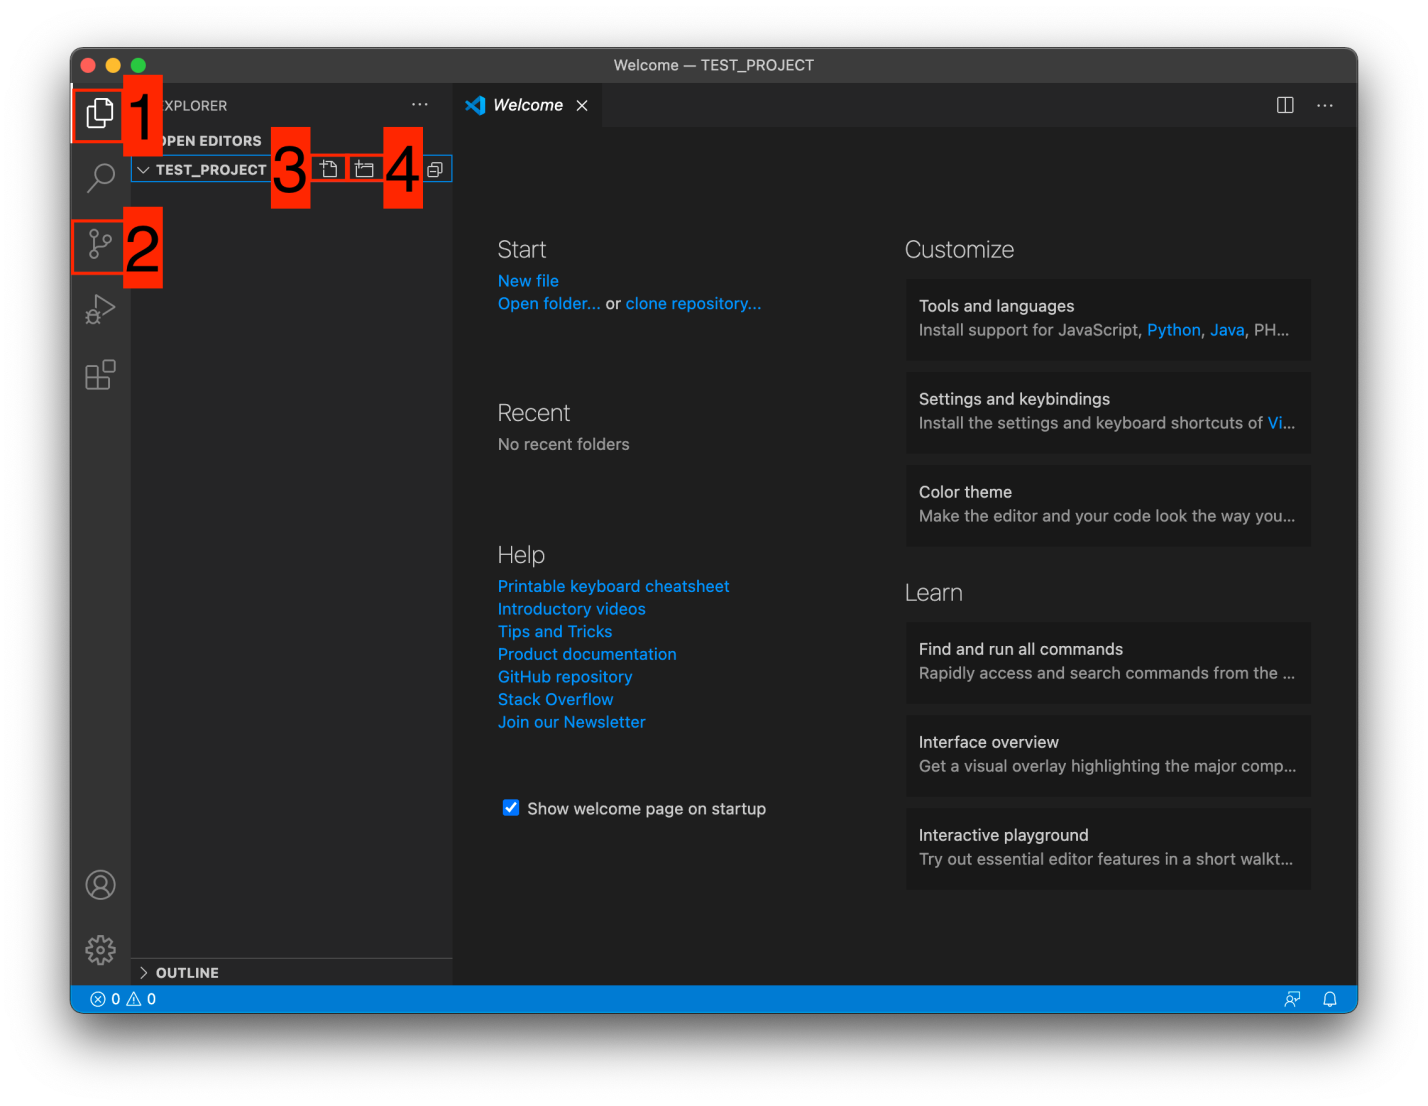 Welcome — TEST_PROJECT
1
XPLORER
Welcome
OPEN EDITORS
TEST_PROJECT
3
4
2
Start
New file
Open folder... or clone repository...
Recent
No recent folders
Help
Printable keyboard cheatsheet
Introductory videos
Tips and Tricks
Product documentation
GitHub repository
Stack Overflow
Join our Newsletter
Show welcome page on startup
Customize
Tools and languages
Install support for JavaScript, Python, Java, PH...
Settings and keybindings
Install the settings and keyboard shortcuts of Vi...
Color theme
Make the editor and your code look the way you...
Learn
Find and run all commands
Rapidly access and search commands from the ...
Interface overview
Get a visual overlay highlighting the major comp...
Interactive playground
Try out essential editor features in a short walkt...
OUTLINE
0 0